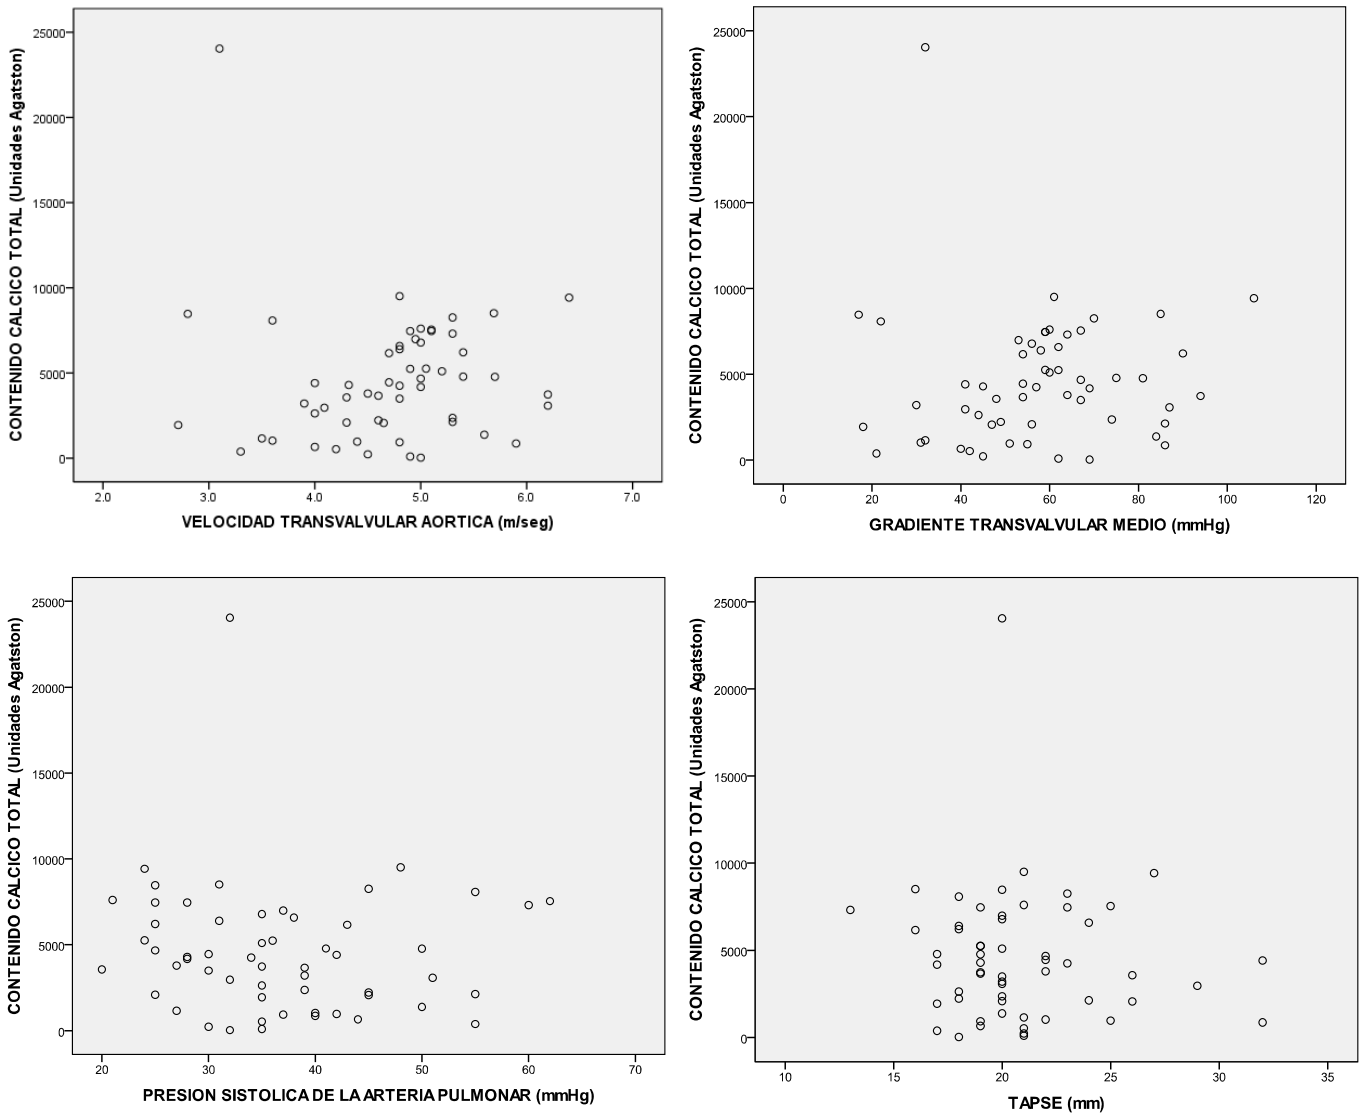 CONTENIDO CALCICO TOTAL (Unidades Agatston)
25000
20000
15000
10000
5000
0
2.0 3.0 4.0 5.0 6.0 7.0
VELOCIDAD TRANSVALVULAR AORTICA (m/seg)
CONTENIDO CALCICO TOTAL (Unidades Agatston)
25000
20000
15000
10000
5000
0
0 20 40 60 80 100 120
GRADIENTE TRANSVALVULAR MEDIO (mmHg)
CONTENIDO CALCICO TOTAL (Unidades Agatston)
25000
20000
15000
10000
5000
0
20 30 40 50 60 70
PRESION SISTOLICA DE LA ARTERIA PULMONAR (mmHg)
CONTENIDO CALCICO TOTAL (Unidades Agatston)
25000
20000
15000
10000
5000
0
10 15 20 25 30 35
TAPSE (mm)